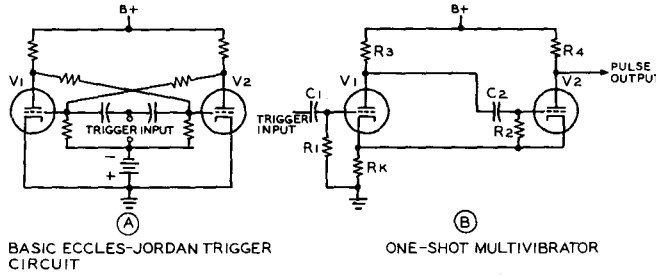 B+
V1
V2
TRIGGER INPUT
-
+
A
BASIC ECCLES-JORDAN TRIGGER
CIRCUIT
B+
R3
R4
V1
V2
PULSE
OUTPUT
C1
C2
TRIGGER
INPUT
R1
R2
RK
B
ONE-SHOT MULTIVIBRATOR